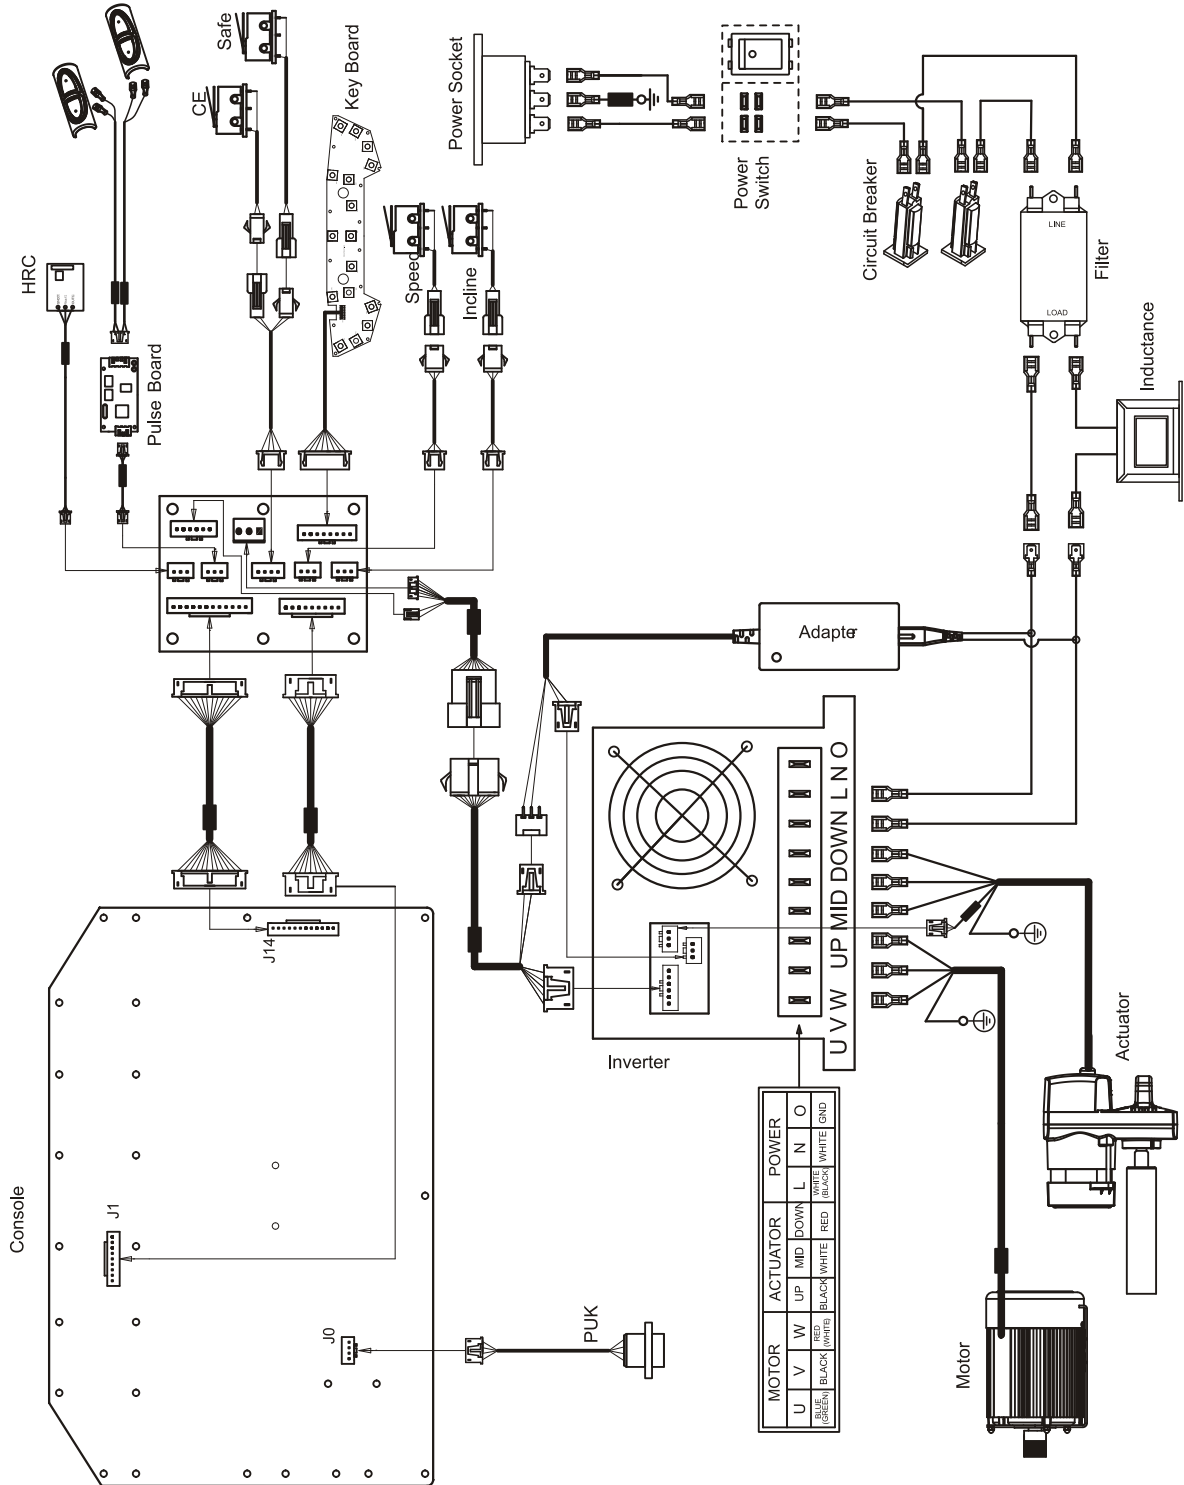 Safe
CE
Key Board
Power Socket
Power
Switch
Circuit Breaker
HRC
Pulse Board
Speed
Incline
LINE
LOAD
Filter
Inductance
Adapter
J14
U V W UP MID DOWN L N O
Inverter
Console
J1
J0
PUK
MOTOR ACTUATOR POWER
U V W UP MID DOWN L N O
BLUE
(GREEN)
BLACK
RED
(WHITE)
BLACK
WHITE
RED
WHITE
(BLACK)
WHITE
GND
Actuator
Motor